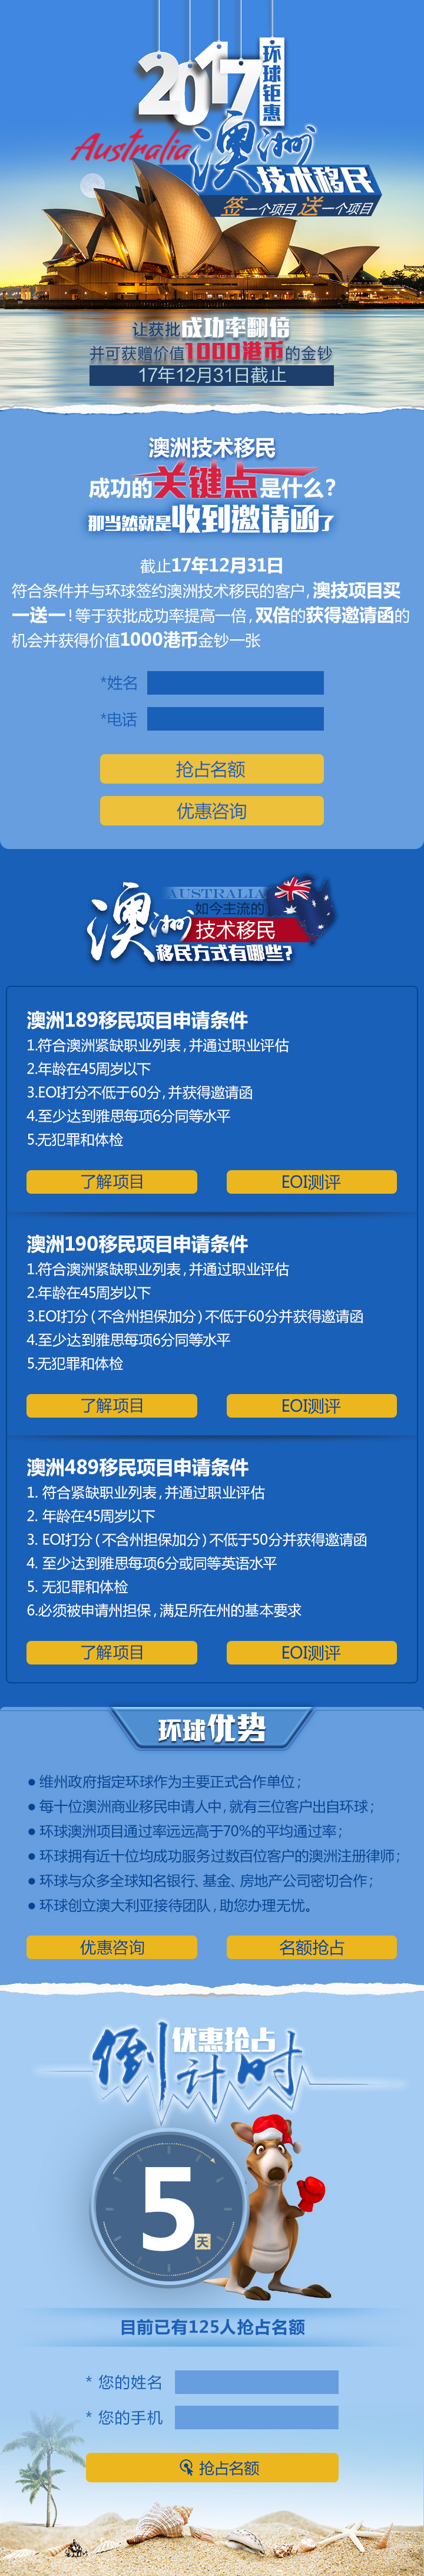 2017
环球钜惠
Australia
澳洲
技术移民
签一个项目 送一个项目
让获批成功率翻倍
并可获赠价值1000港币的金钞
17年12月31日截止
澳洲技术移民
成功的关键点是什么?
那当然就是收到邀请函了
截止17年12月31日
符合条件并与环球签约澳洲技术移民的客户,澳技项目买
一送一!等于获批成功率提高一倍,双倍的获得邀请函的
机会并获得价值1000港币金钞一张
*姓名
*电话
抢占名额
优惠咨询
AUSTRALIA
澳洲
如今主流的
技术移民
移民方式有哪些?
澳洲189移民项目申请条件
1.符合澳洲紧缺职业列表,并通过职业评估
2.年龄在45周岁以下
3.EOI打分不低于60分,并获得邀请函
4.至少达到雅思每项6分同等水平
5.无犯罪和体检
了解项目
EOI测评
澳洲190移民项目申请条件
1.符合澳洲紧缺职业列表,并通过职业评估
2.年龄在45周岁以下
3.EOI打分(不含州担保加分)不低于60分并获得邀请函
4.至少达到雅思每项6分同等水平
5.无犯罪和体检
了解项目
EOI测评
澳洲489移民项目申请条件
1. 符合紧缺职业列表,并通过职业评估
2. 年龄在45周岁以下
3. EOI打分(不含州担保加分)不低于50分并获得邀请函
4. 至少达到雅思每项6分或同等英语水平
5. 无犯罪和体检
6.必须被申请州担保,满足所在州的基本要求
了解项目
EOI测评
环球优势
● 维州政府指定环球作为主要正式合作单位;
● 每十位澳洲商业移民申请人中,就有三位客户出自环球;
● 环球澳洲项目通过率远远高于70%的平均通过率;
● 环球拥有近十位均成功服务过数百位客户的澳洲注册律师;
● 环球与众多全球知名银行、基金、房地产公司密切合作;
● 环球创立澳大利亚接待团队,助您办理无忧。
优惠咨询
名额抢占
优惠抢占
倒计时
5天
目前已有125人抢占名额
* 您的姓名
* 您的手机
抢占名额